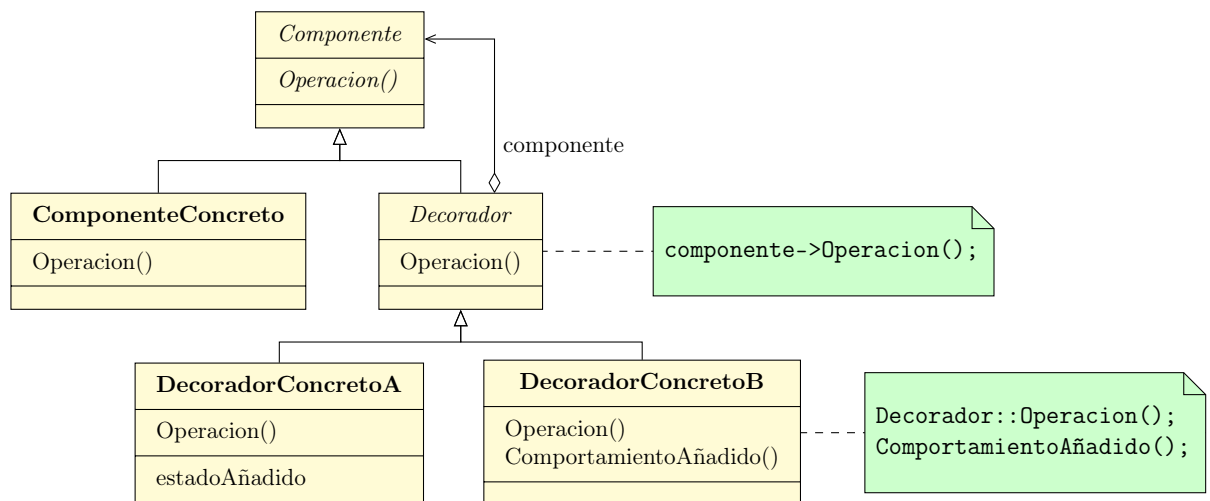 Componente
Operacion()
componente
ComponenteConcreto
Operacion()
Decorador
Operacion()
componente->Operacion();
DecoradorConcretoA
Operacion()
estadoAñadido
DecoradorConcretoB
Operacion()
ComportamientoAñadido()
Decorador::Operacion();
ComportamientoAñadido();